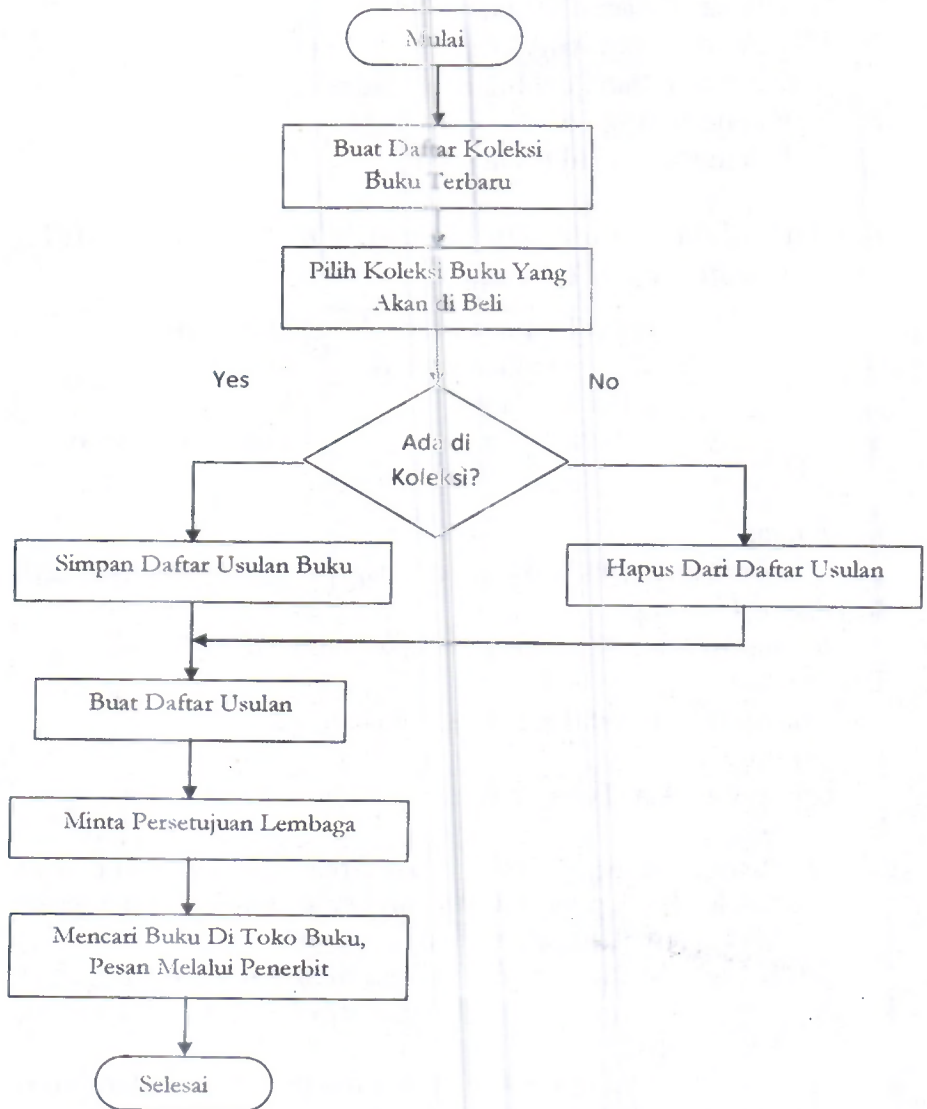 Mulai
Buat Daftar Koleksi
Buku Terbaru
Pilih Koleksi Buku Yang
Akan di Beli
Yes
No
Ada di
Koleksi?
Simpan Daftar Usulan Buku
Hapus Dari Daftar Usulan
Buat Daftar Usulan
Minta Persetujuan Lembaga
Mencari Buku Di Toko Buku,
Pesan Melalui Penerbit
Selesai